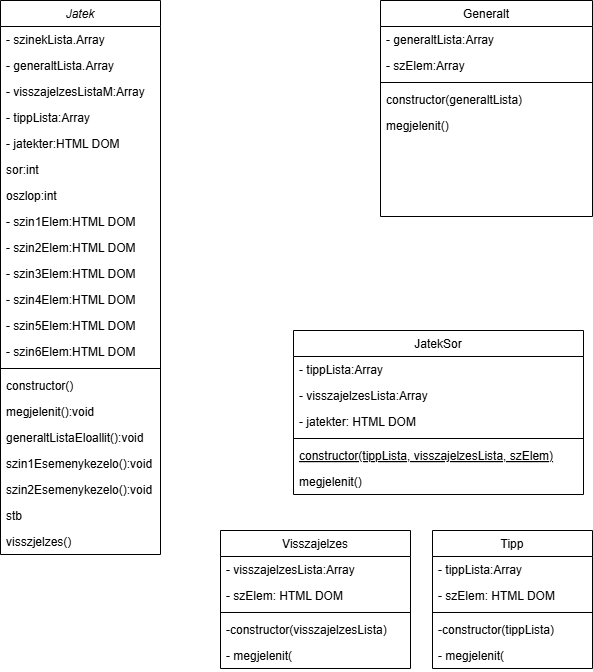 Jatek
- szinekLista.Array
- generaltLista.Array
- visszajelzesListaM:Array
- tippLista:Array
- jatekter:HTML DOM
sor:int
oszlop:int
- szin1Elem:HTML DOM
- szin2Elem:HTML DOM
- szin3Elem:HTML DOM
- szin4Elem:HTML DOM
- szin5Elem:HTML DOM
- szin6Elem:HTML DOM
constructor()
megjelenit():void
generaltListaEloallit():void
szin1Esemenykezelo():void
szin2Esemenykezelo():void
stb
visszjelzes()
Generalt
- generaltLista:Array
- szElem:Array
constructor(generaltLista)
megjelenit()
JatekSor
- tippLista:Array
- visszajelzesLista:Array
- jatekter: HTML DOM
constructor(tippLista, visszajelzesLista, szElem)
megjelenit()
Visszajelzes
- visszajelzesLista:Array
- szElem: HTML DOM
-constructor(visszajelzesLista)
- megjelenit(
Tipp
- tippLista:Array
- szElem: HTML DOM
-constructor(tippLista)
- megjelenit(